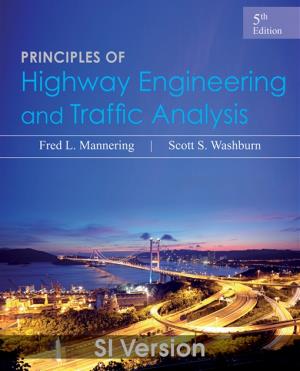 5th
Edition
PRINCIPLES OF
Highway Engineering
and Traffic Analysis
Fred L. Mannering | Scott S. Washburn
SI Version